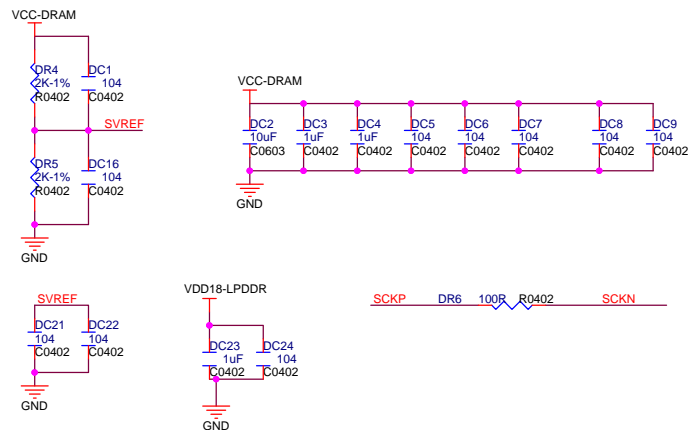 VCC-DRAM
DR4
2K-1%
R0402
DC1
104
C0402
SVREF
DR5
2K-1%
R0402
DC16
104
C0402
GND
VCC-DRAM
DC2
10uF
C0603
DC3
1uF
C0402
DC4
1uF
C0402
DC5
104
C0402
DC6
104
C0402
DC7
104
C0402
DC8
104
C0402
DC9
104
C0402
GND
SVREF
DC21
104
C0402
DC22
104
C0402
GND
VDD18-LPDDR
DC23
1uF
C0402
DC24
104
C0402
GND
SCKP DR6 100R R0402 SCKN